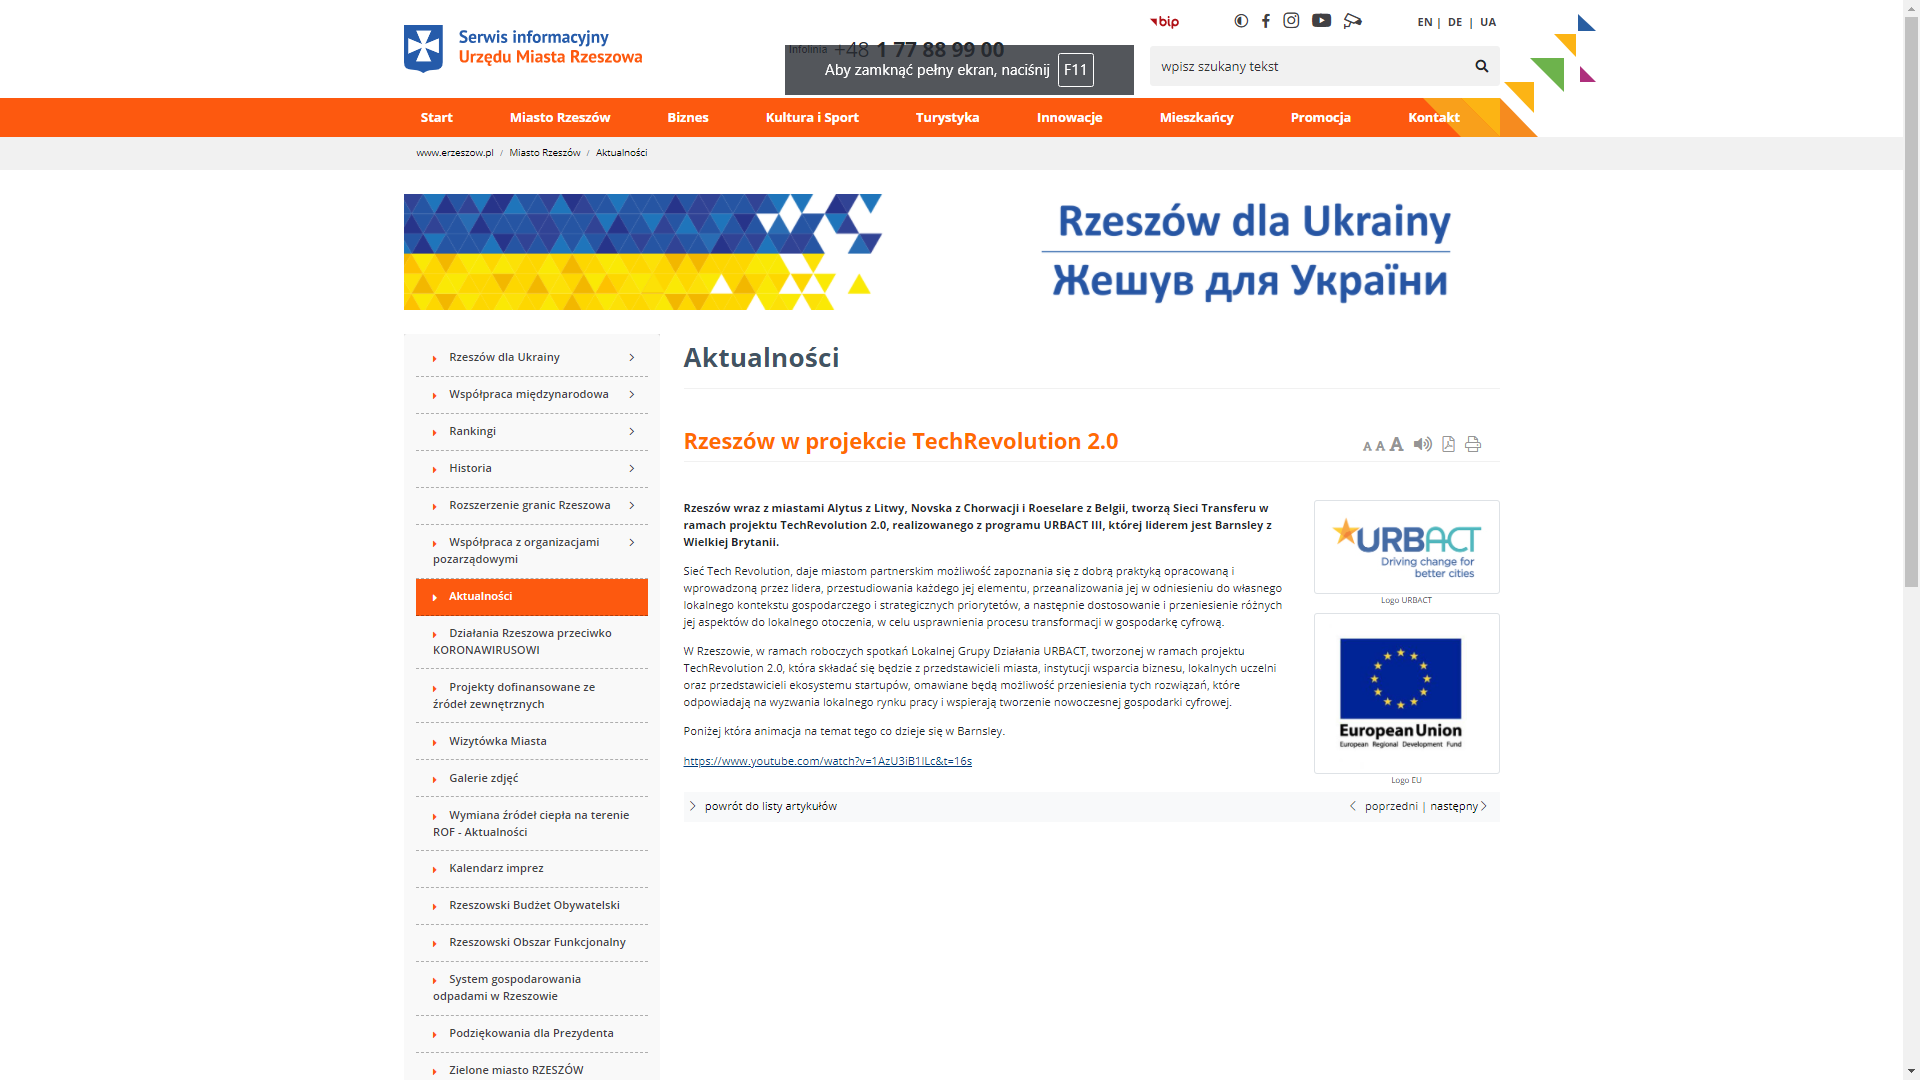 Serwis informacyjny
Urzędu Miasta Rzeszowa
Infolinia +48 1 77 88 99 00
Aby zamknąć pełny ekran, naciśnij F11
bip
EN | DE | UA
wpisz szukany tekst
Start Miasto Rzeszów Biznes Kultura i Sport Turystyka Innowacje Mieszkańcy Promocja Kontakt
www.erzeszow.pl / Miasto Rzeszów / Aktualności
Rzeszów dla Ukrainy
Жешув для України
Rzeszów dla Ukrainy
Współpraca międzynarodowa
Rankingi
Historia
Rozszerzenie granic Rzeszowa
Współpraca z organizacjami
pozarządowymi
Aktualności
Działania Rzeszowa przeciwko
KORONAWIRUSOWI
Projekty dofinansowane ze
źródeł zewnętrznych
Wizytówka Miasta
Galerie zdjęć
Wymiana źródeł ciepła na terenie
ROF - Aktualności
Kalendarz imprez
Rzeszowski Budżet Obywatelski
Rzeszowski Obszar Funkcjonalny
System gospodarowania
odpadami w Rzeszowie
Podziękowania dla Prezydenta
Zielone miasto RZESZÓW
Aktualności
Rzeszów w projekcie TechRevolution 2.0
A A A
Rzeszów wraz z miastami Alytus z Litwy, Novska z Chorwacji i Roeselare z Belgii, tworzą Sieci Transferu w
ramach projektu TechRevolution 2.0, realizowanego z programu URBACT III, której liderem jest Barnsley z
Wielkiej Brytanii.
Sieć Tech Revolution, daje miastom partnerskim możliwość zapoznania się z dobrą praktyką opracowaną i
wprowadzoną przez lidera, przestudiowania każdego jej elementu, przeanalizowania jej w odniesieniu do własnego
lokalnego kontekstu gospodarczego i strategicznych priorytetów, a następnie dostosowanie i przeniesienie różnych
jej aspektów do lokalnego otoczenia, w celu usprawnienia procesu transformacji w gospodarkę cyfrową.
W Rzeszowie, w ramach roboczych spotkań Lokalnej Grupy Działania URBACT, tworzonej w ramach projektu
TechRevolution 2.0, która składać się będzie z przedstawicieli miasta, instytucji wsparcia biznesu, lokalnych uczelni
oraz przedstawicieli ekosystemu startupów, omawiane będą możliwość przeniesienia tych rozwiązań, które
odpowiadają na wyzwania lokalnego rynku pracy i wspierają tworzenie nowoczesnej gospodarki cyfrowej.
Poniżej która animacja na temat tego co dzieje się w Barnsley.
https://www.youtube.com/watch?v=1AzU3iB1ILc&t=16s
URBACT
Driving change for
better cities
Logo URBACT
European Union
European Regional Development Fund
Logo EU
powrót do listy artykułów
poprzedni | następny